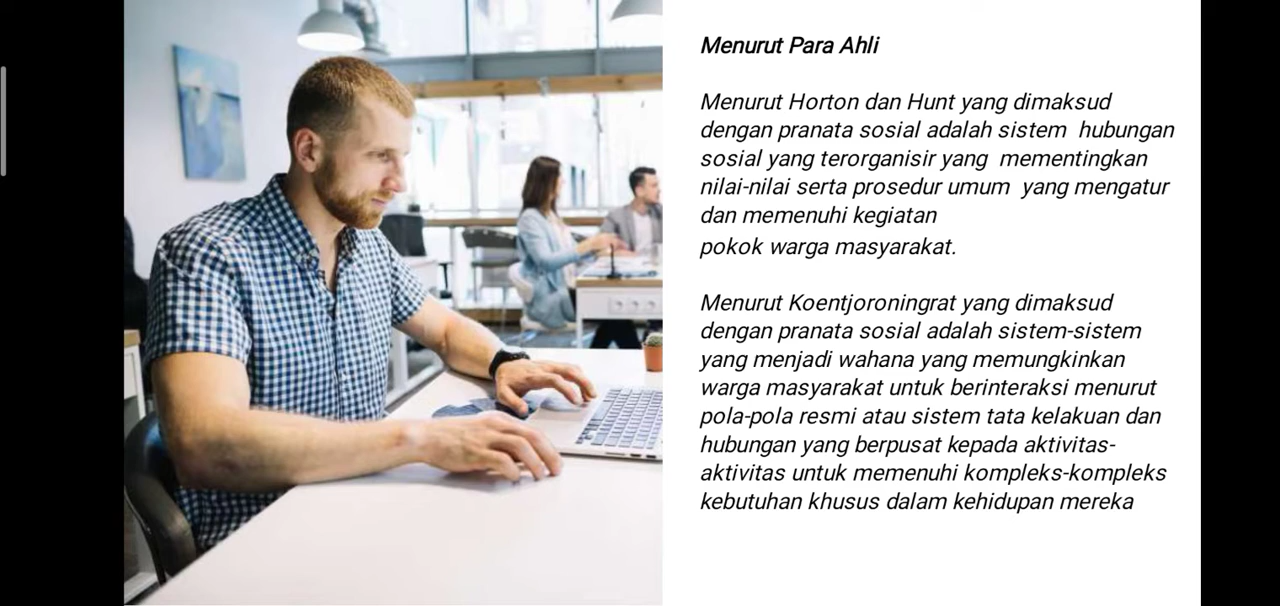 Menurut Para Ahli
Menurut Horton dan Hunt yang dimaksud
dengan pranata sosial adalah sistem hubungan
sosial yang terorganisir yang mementingkan
nilai-nilai serta prosedur umum yang mengatur
dan memenuhi kegiatan
pokok warga masyarakat.
Menurut Koentjoroningrat yang dimaksud
dengan pranata sosial adalah sistem-sistem
yang menjadi wahana yang memungkinkan
warga masyarakat untuk berinteraksi menurut
pola-pola resmi atau sistem tata kelakuan dan
hubungan yang berpusat kepada aktivitas-
aktivitas untuk memenuhi kompleks-kompleks
kebutuhan khusus dalam kehidupan mereka